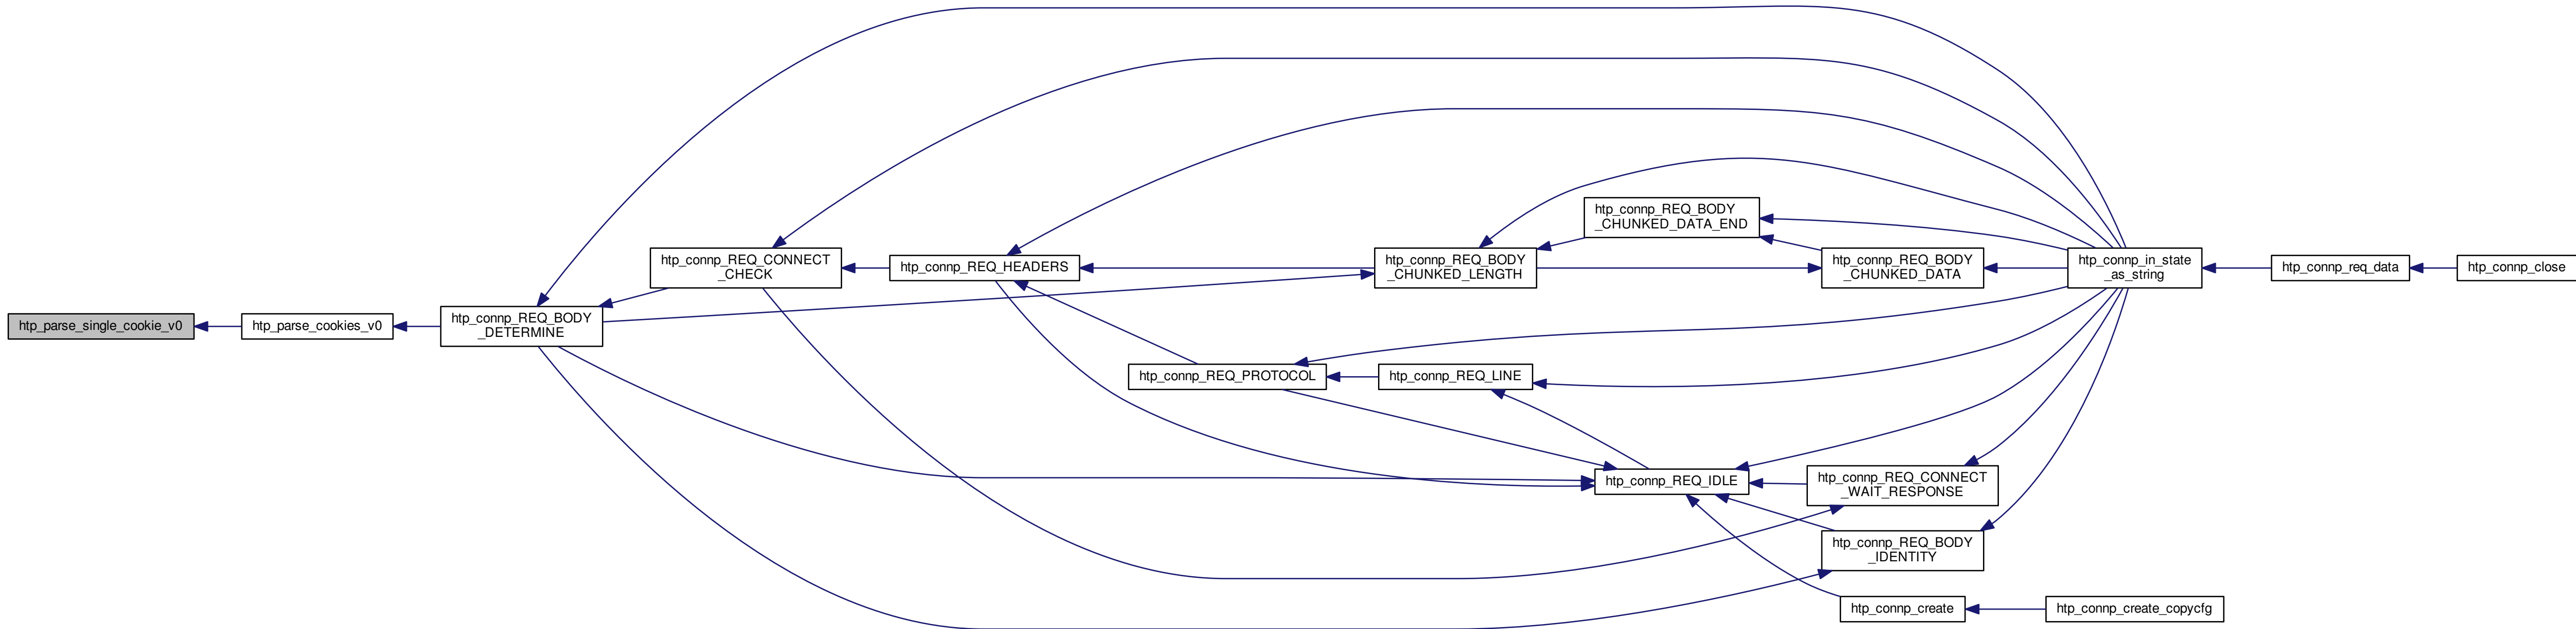 htp_parse_single_cookie_v0
htp_parse_cookies_v0
htp_connp_REQ_BODY
_DETERMINE
htp_connp_REQ_CONNECT
_CHECK
htp_connp_REQ_HEADERS
htp_connp_REQ_PROTOCOL
htp_connp_REQ_BODY
_CHUNKED_LENGTH
htp_connp_REQ_LINE
htp_connp_REQ_BODY
_CHUNKED_DATA_END
htp_connp_REQ_IDLE
htp_connp_REQ_BODY
_CHUNKED_DATA
htp_connp_REQ_CONNECT
_WAIT_RESPONSE
htp_connp_REQ_BODY
_IDENTITY
htp_connp_create
htp_connp_in_state
_as_string
htp_connp_create_copycfg
htp_connp_req_data
htp_connp_close